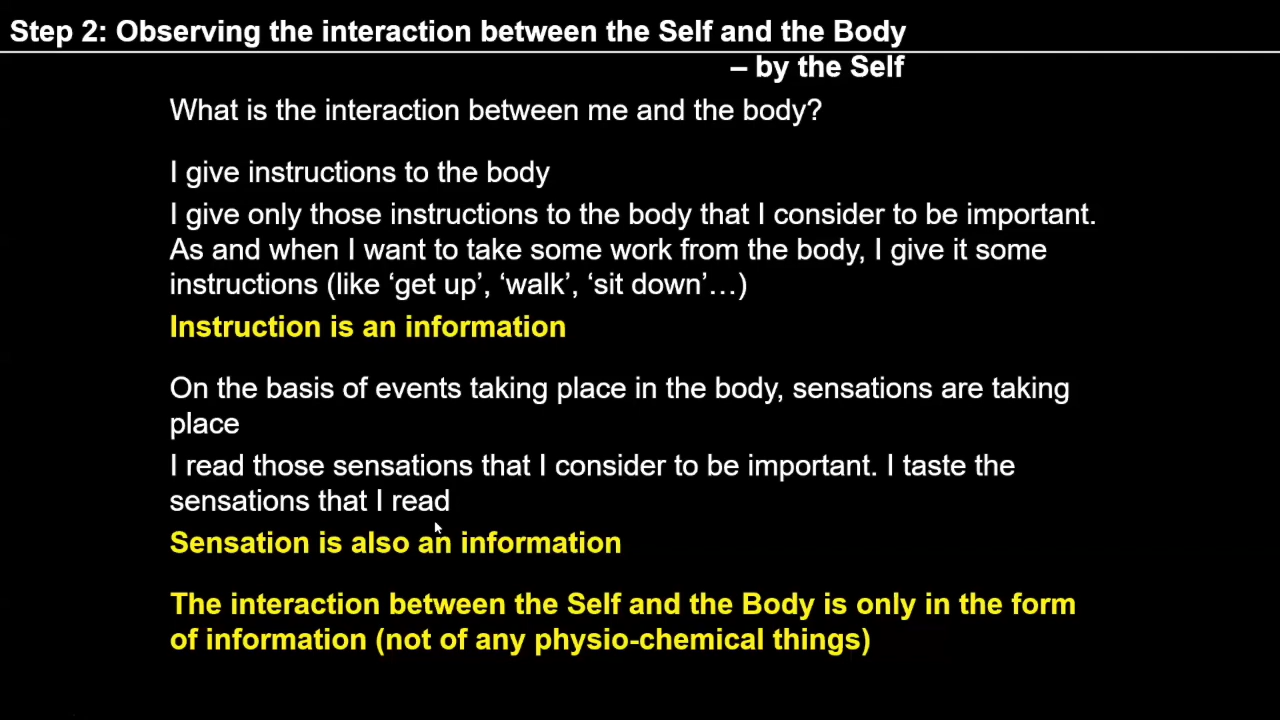 Step 2: Observing the interaction between the Self and the Body
– by the Self
What is the interaction between me and the body?
I give instructions to the body
I give only those instructions to the body that I consider to be important.
As and when I want to take some work from the body, I give it some
instructions (like ‘get up’, ‘walk’, ‘sit down’…)
Instruction is an information
On the basis of events taking place in the body, sensations are taking
place
I read those sensations that I consider to be important. I taste the
sensations that I read
Sensation is also an information
The interaction between the Self and the Body is only in the form
of information (not of any physio-chemical things)